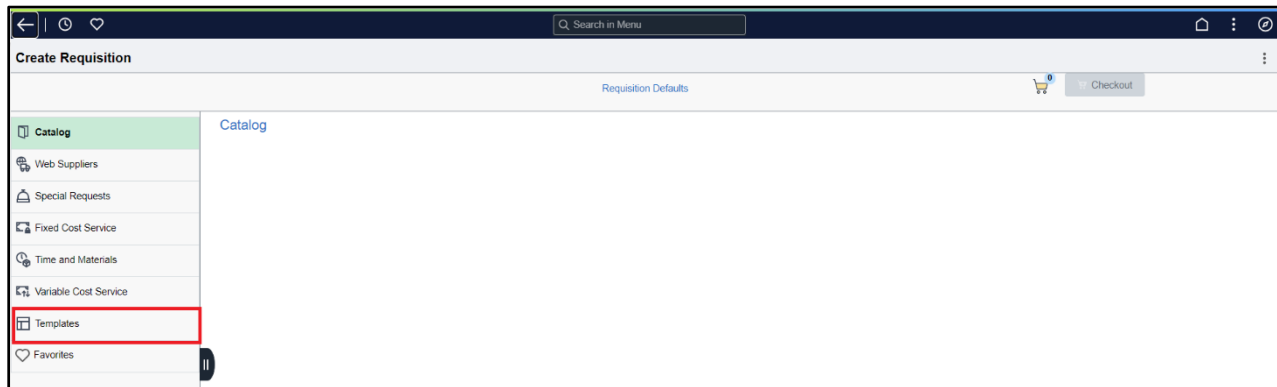 Search in Menu
Create Requisition
Requisition Defaults
0
Checkout
Catalog
Web Suppliers
Special Requests
Fixed Cost Service
Time and Materials
Variable Cost Service
Templates
Favorites
Catalog